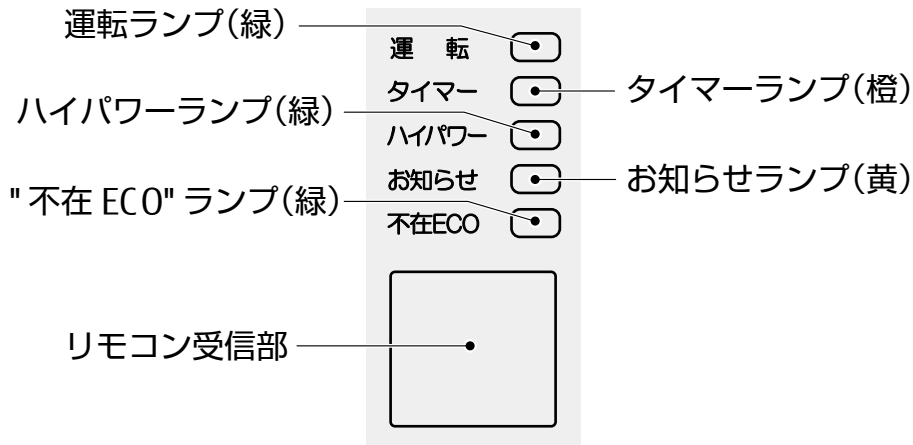 運転ランプ(緑)
ハイパワーランプ(緑)
"不在ECO"ランプ(緑)
リモコン受信部
運 転
タイマー
ハイパワー
お知らせ
不在ECO
タイマーランプ(橙)
お知らせランプ(黄)